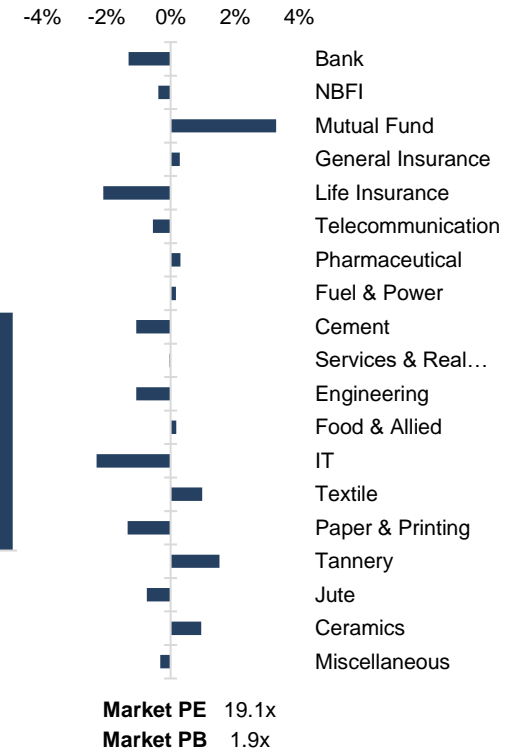 -4% -2% 0% 2% 4%
Bank
NBFI
Mutual Fund
General Insurance
Life Insurance
Telecommunication
Pharmaceutical
Fuel & Power
Cement
Services & Real…
Engineering
Food & Allied
IT
Textile
Paper & Printing
Tannery
Jute
Ceramics
Miscellaneous
Market PE 19.1x
Market PB 1.9x